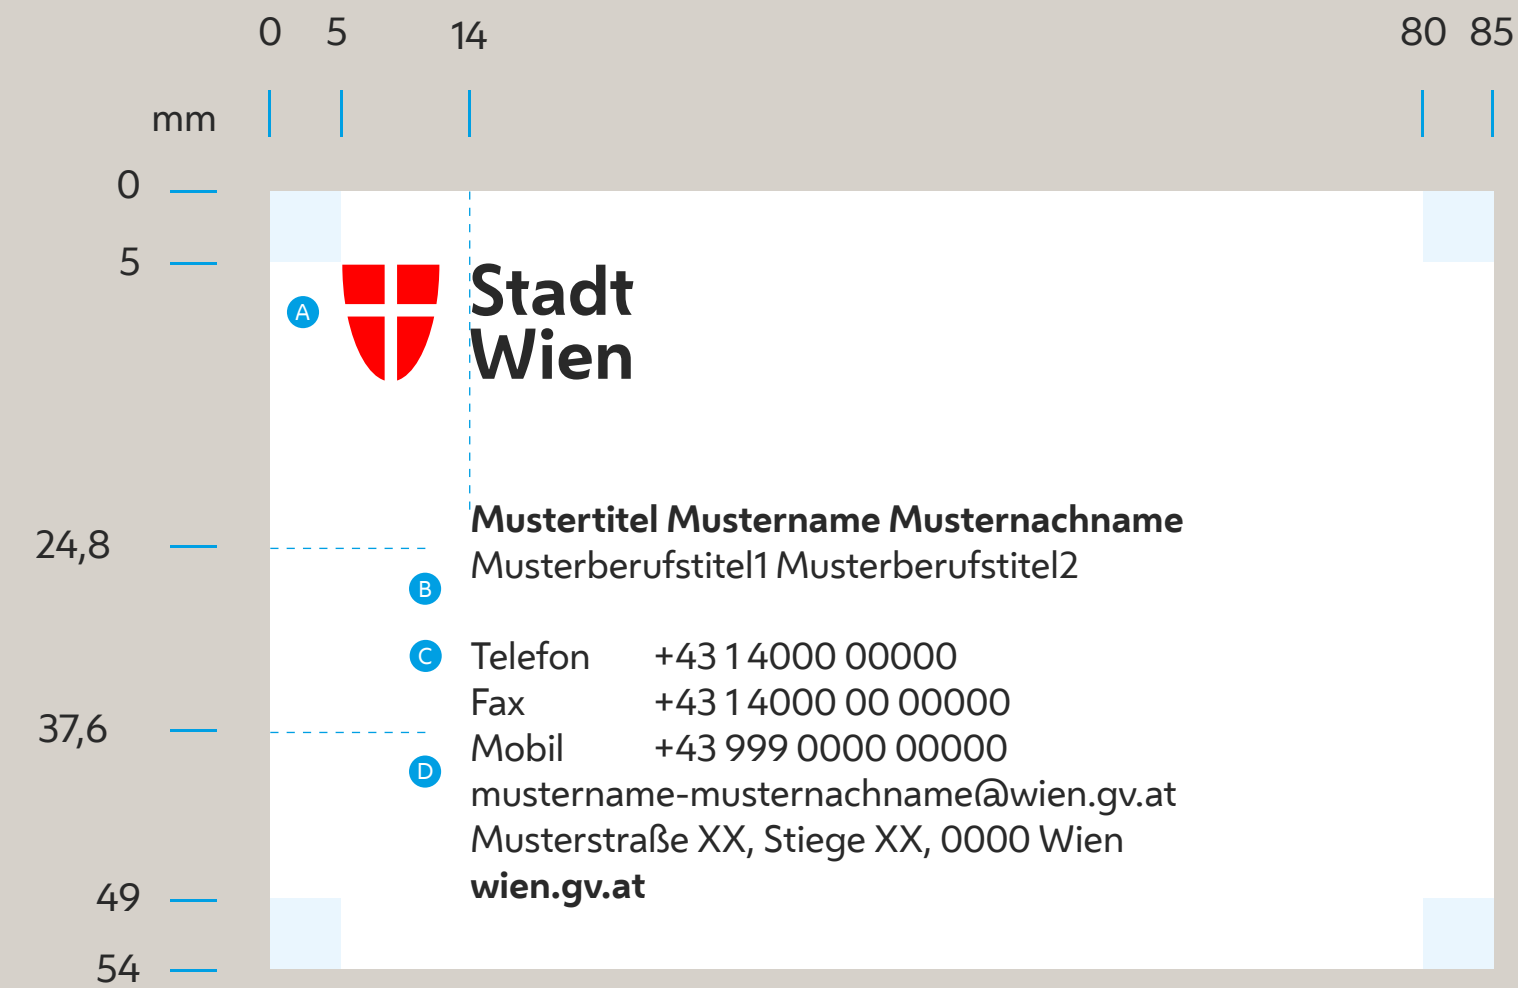 0 5 14 80 85
mm
0
5
A
Stadt
Wien
Mustertitel Mustername Musternachname
24,8
Musterberufstitel1 Musterberufstitel2
B
C Telefon +43 1 4000 00000
Fax +43 1 4000 00 00000
37,6
Mobil +43 999 0000 00000
D
mustername-musternachname@wien.gv.at
Musterstraße XX, Stiege XX, 0000 Wien
wien.gv.at
49
54